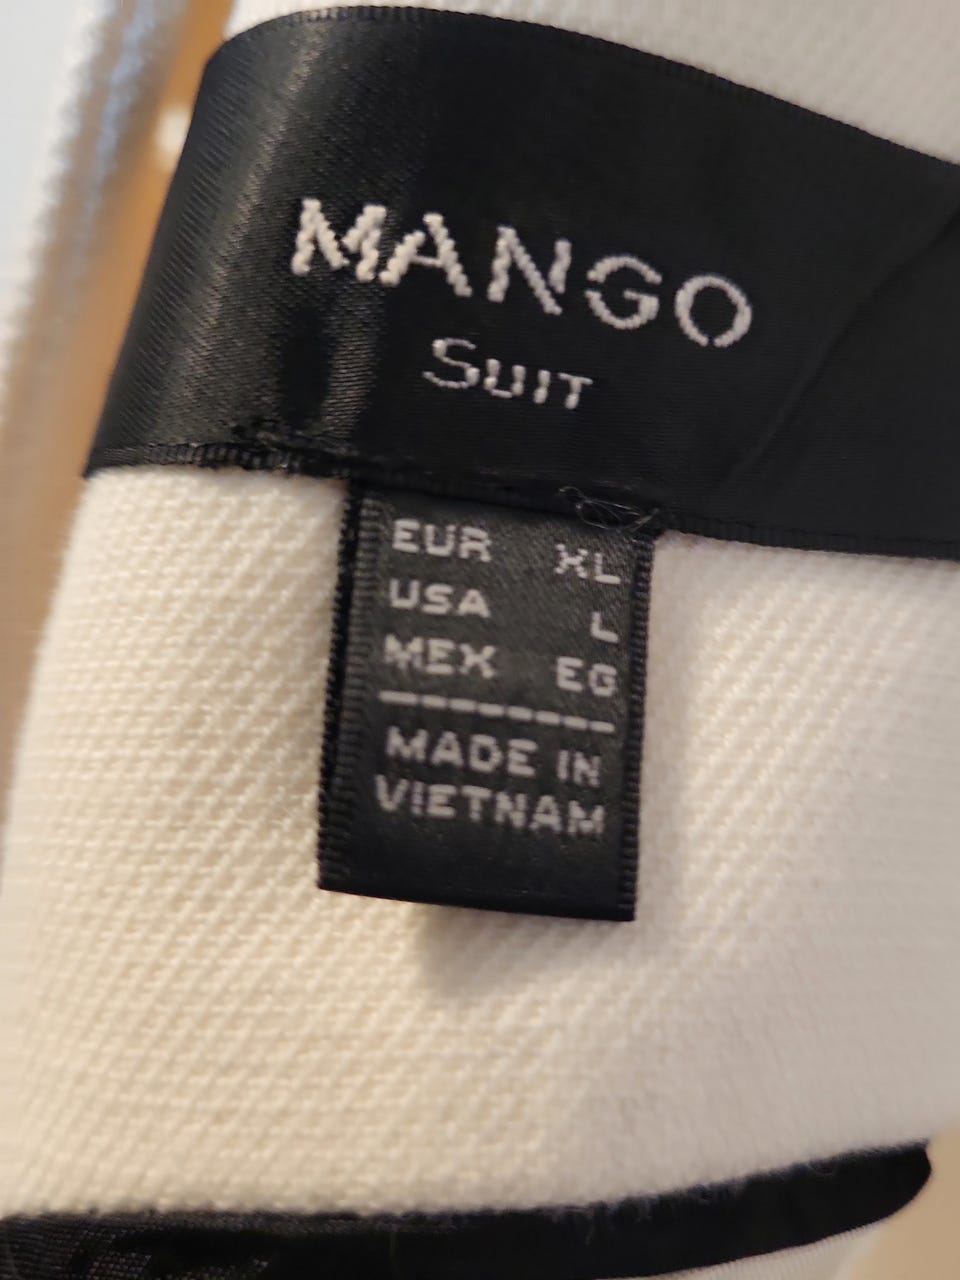 MANGO
SUIT
EUR XL
USA L
MEX EG
MADE IN
VIETNAM